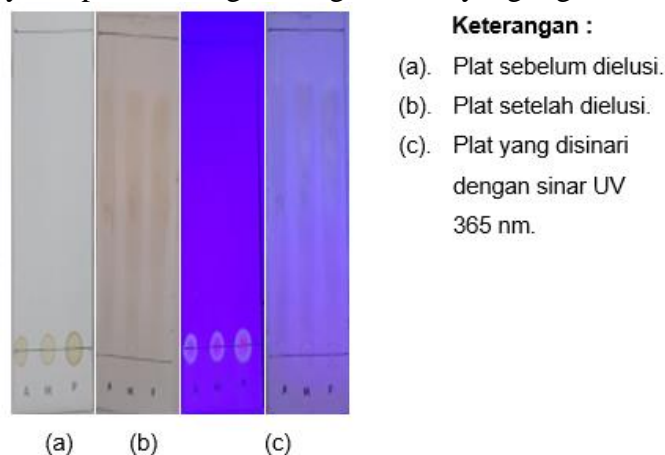 Keterangan :
(a). Plat sebelum dielusi.
(b). Plat setelah dielusi.
(c). Plat yang disinari
dengan sinar UV
365 nm.
A M P
(a) (b) (c)